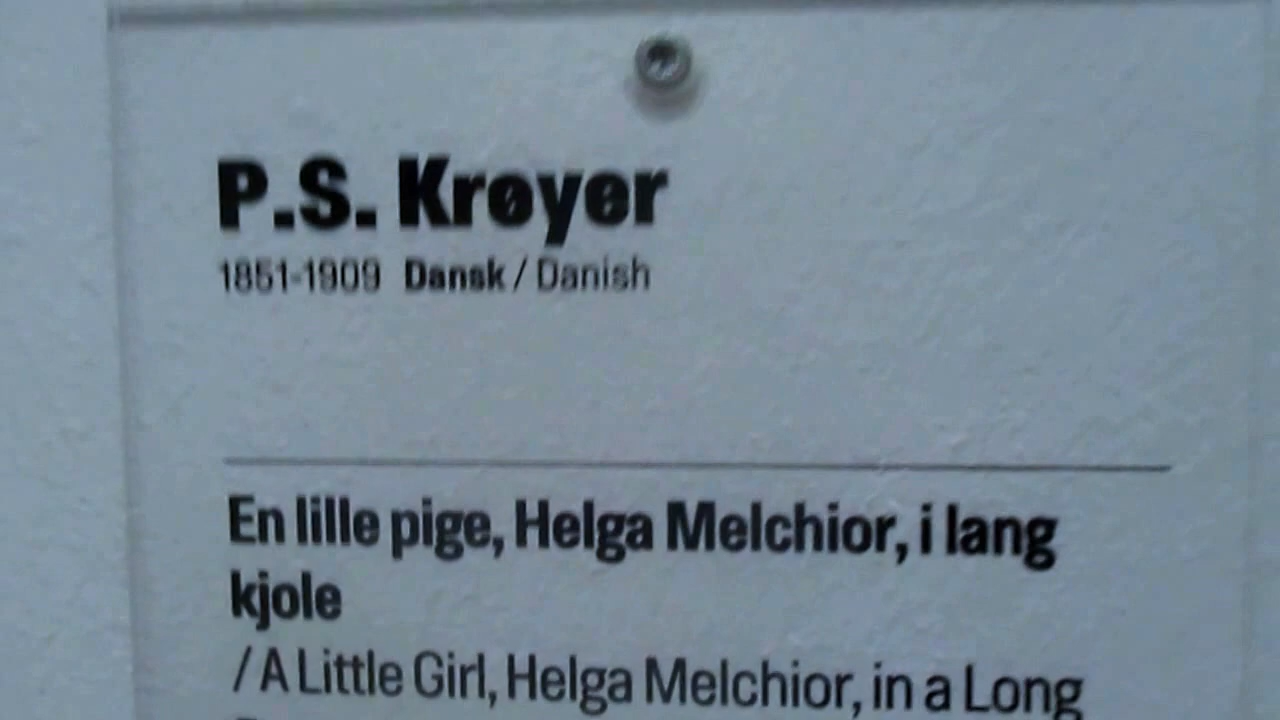 P.S. Krøyer
1851-1909 Dansk / Danish
En lille pige, Helga Melchior, i lang
kjole
/ A Little Girl, Helga Melchior, in a Long